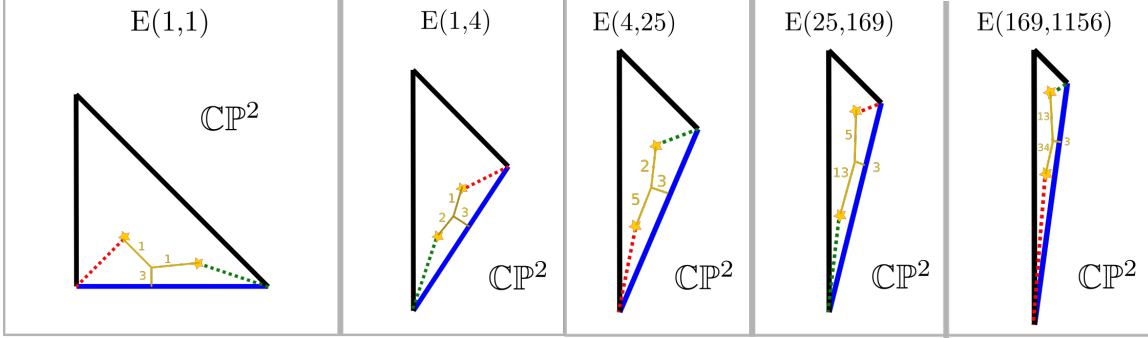 E(1,1)
ℂℙ²
1
1
3
E(1,4)
1
3
2
ℂℙ²
E(4,25)
2
3
5
ℂℙ²
E(25,169)
5
3
13
ℂℙ²
E(169,1156)
13
3
34
ℂℙ²